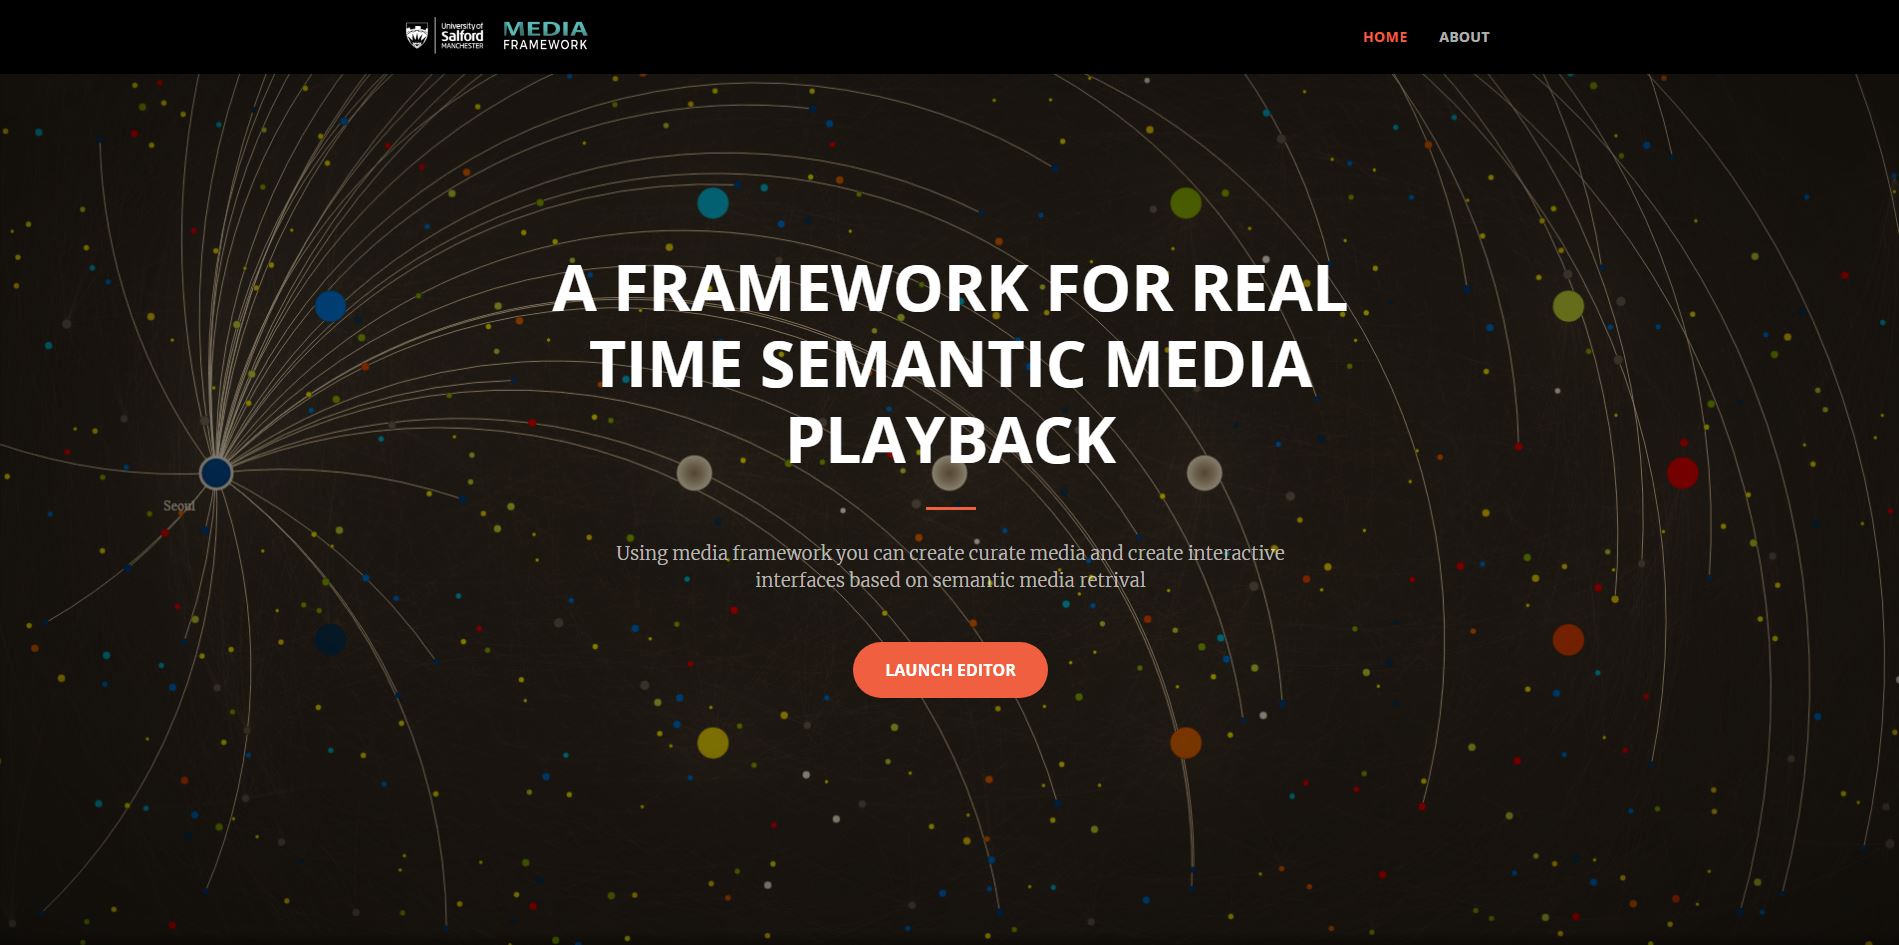 University of
Salford
MANCHESTER
MEDIA
FRAMEWORK
HOME
ABOUT
A FRAMEWORK FOR REAL
TIME SEMANTIC MEDIA
PLAYBACK
Seoul
Using media framework you can create curate media and create interactive
interfaces based on semantic media retrival
LAUNCH EDITOR